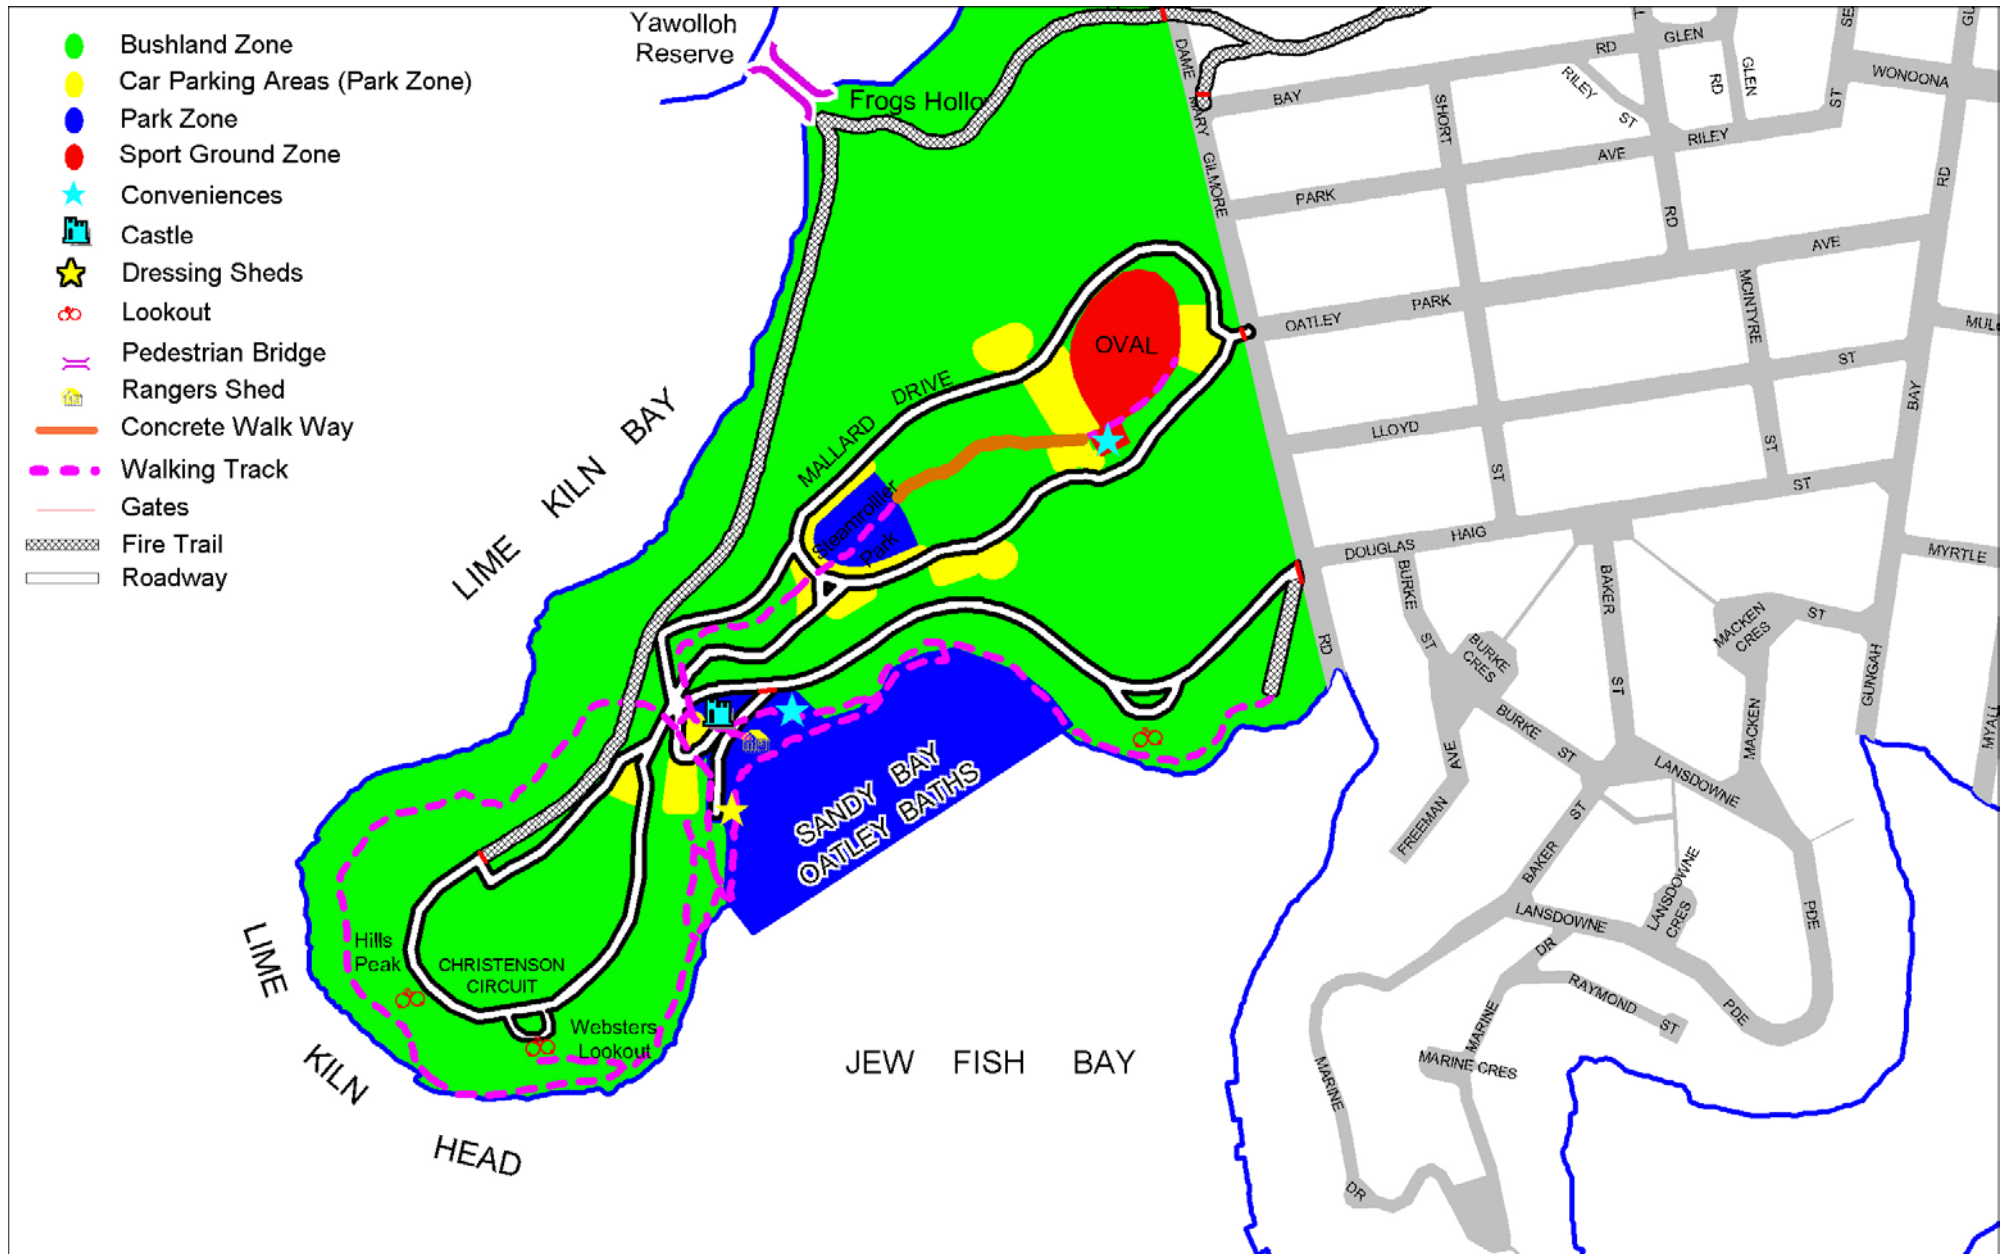 Bushland Zone
Car Parking Areas (Park Zone)
Park Zone
Sport Ground Zone
Conveniences
Castle
Dressing Sheds
Lookout
Pedestrian Bridge
Rangers Shed
Concrete Walk Way
Walking Track
Gates
Fire Trail
Roadway
Yawolloh
Reserve
Frogs Hollo
LIME KILN BAY
MALLARD DRIVE
OVAL
Steamroiller
Park
SANDY BAY
OATLEY BATHS
Hills
Peak
CHRISTENSON
CIRCUIT
Websters
Lookout
LIME
KILN
HEAD
JEW FISH BAY
DAME
MARY
GILMORE
RD
BAY
RD
GLEN
GLEN
RD
RILEY
ST
RILEY
ST
WONOONA
SHORT
ST
PARK
AVE
RD
RD
BAY
GUNGAH
OATLEY
PARK
AVE
MCINTYRE
ST
MUL
LLOYD
ST
DOUGLAS
HAIG
ST
MYRTLE
BURKE
ST
BURKE
CRES
BAKER
ST
MACKEN
CRES
ST
MACKEN
MYALL
BURKE
ST
AVE
FREEMAN
LANSDOWNE
BAKER
ST
LANSDOWNE
LANSDOWNE
CRES
PDE
PDE
DR
RAYMOND
ST
MARINE
MARINE CRES
MARINE
DR